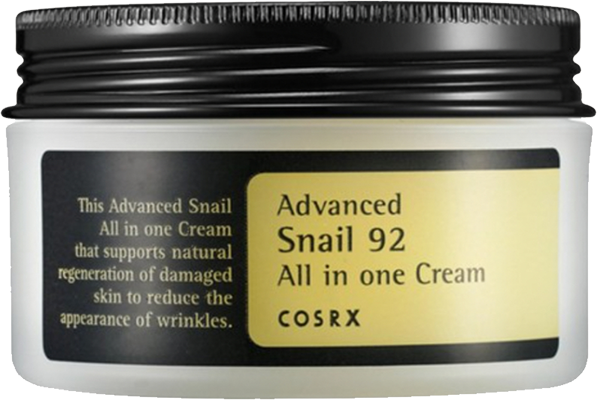 This Advanced Snail
All in one Cream
that supports natural
regeneration of damaged
skin to reduce the
appearance of wrinkles.
Advanced
Snail 92
All in one Cream
COSRX